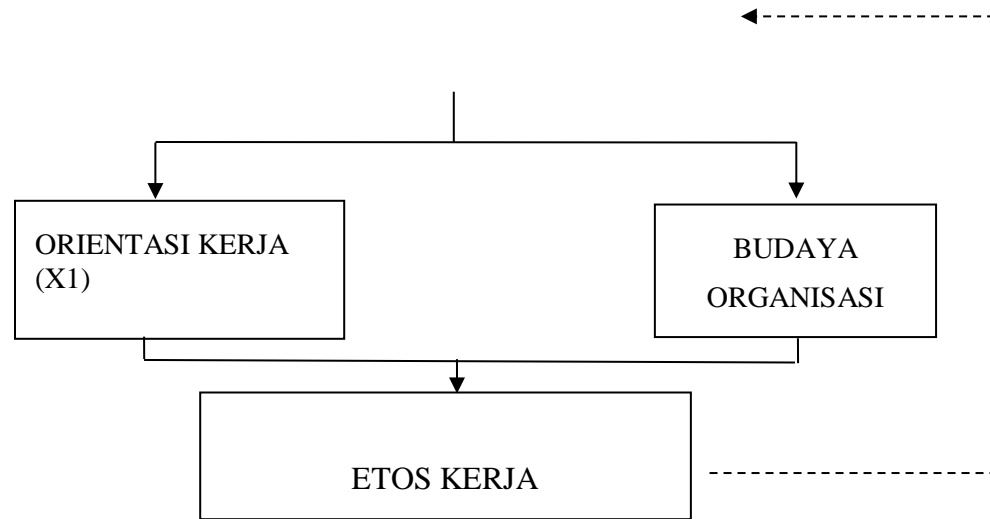 ORIENTASI KERJA
(X1)
BUDAYA
ORGANISASI
ETOS KERJA